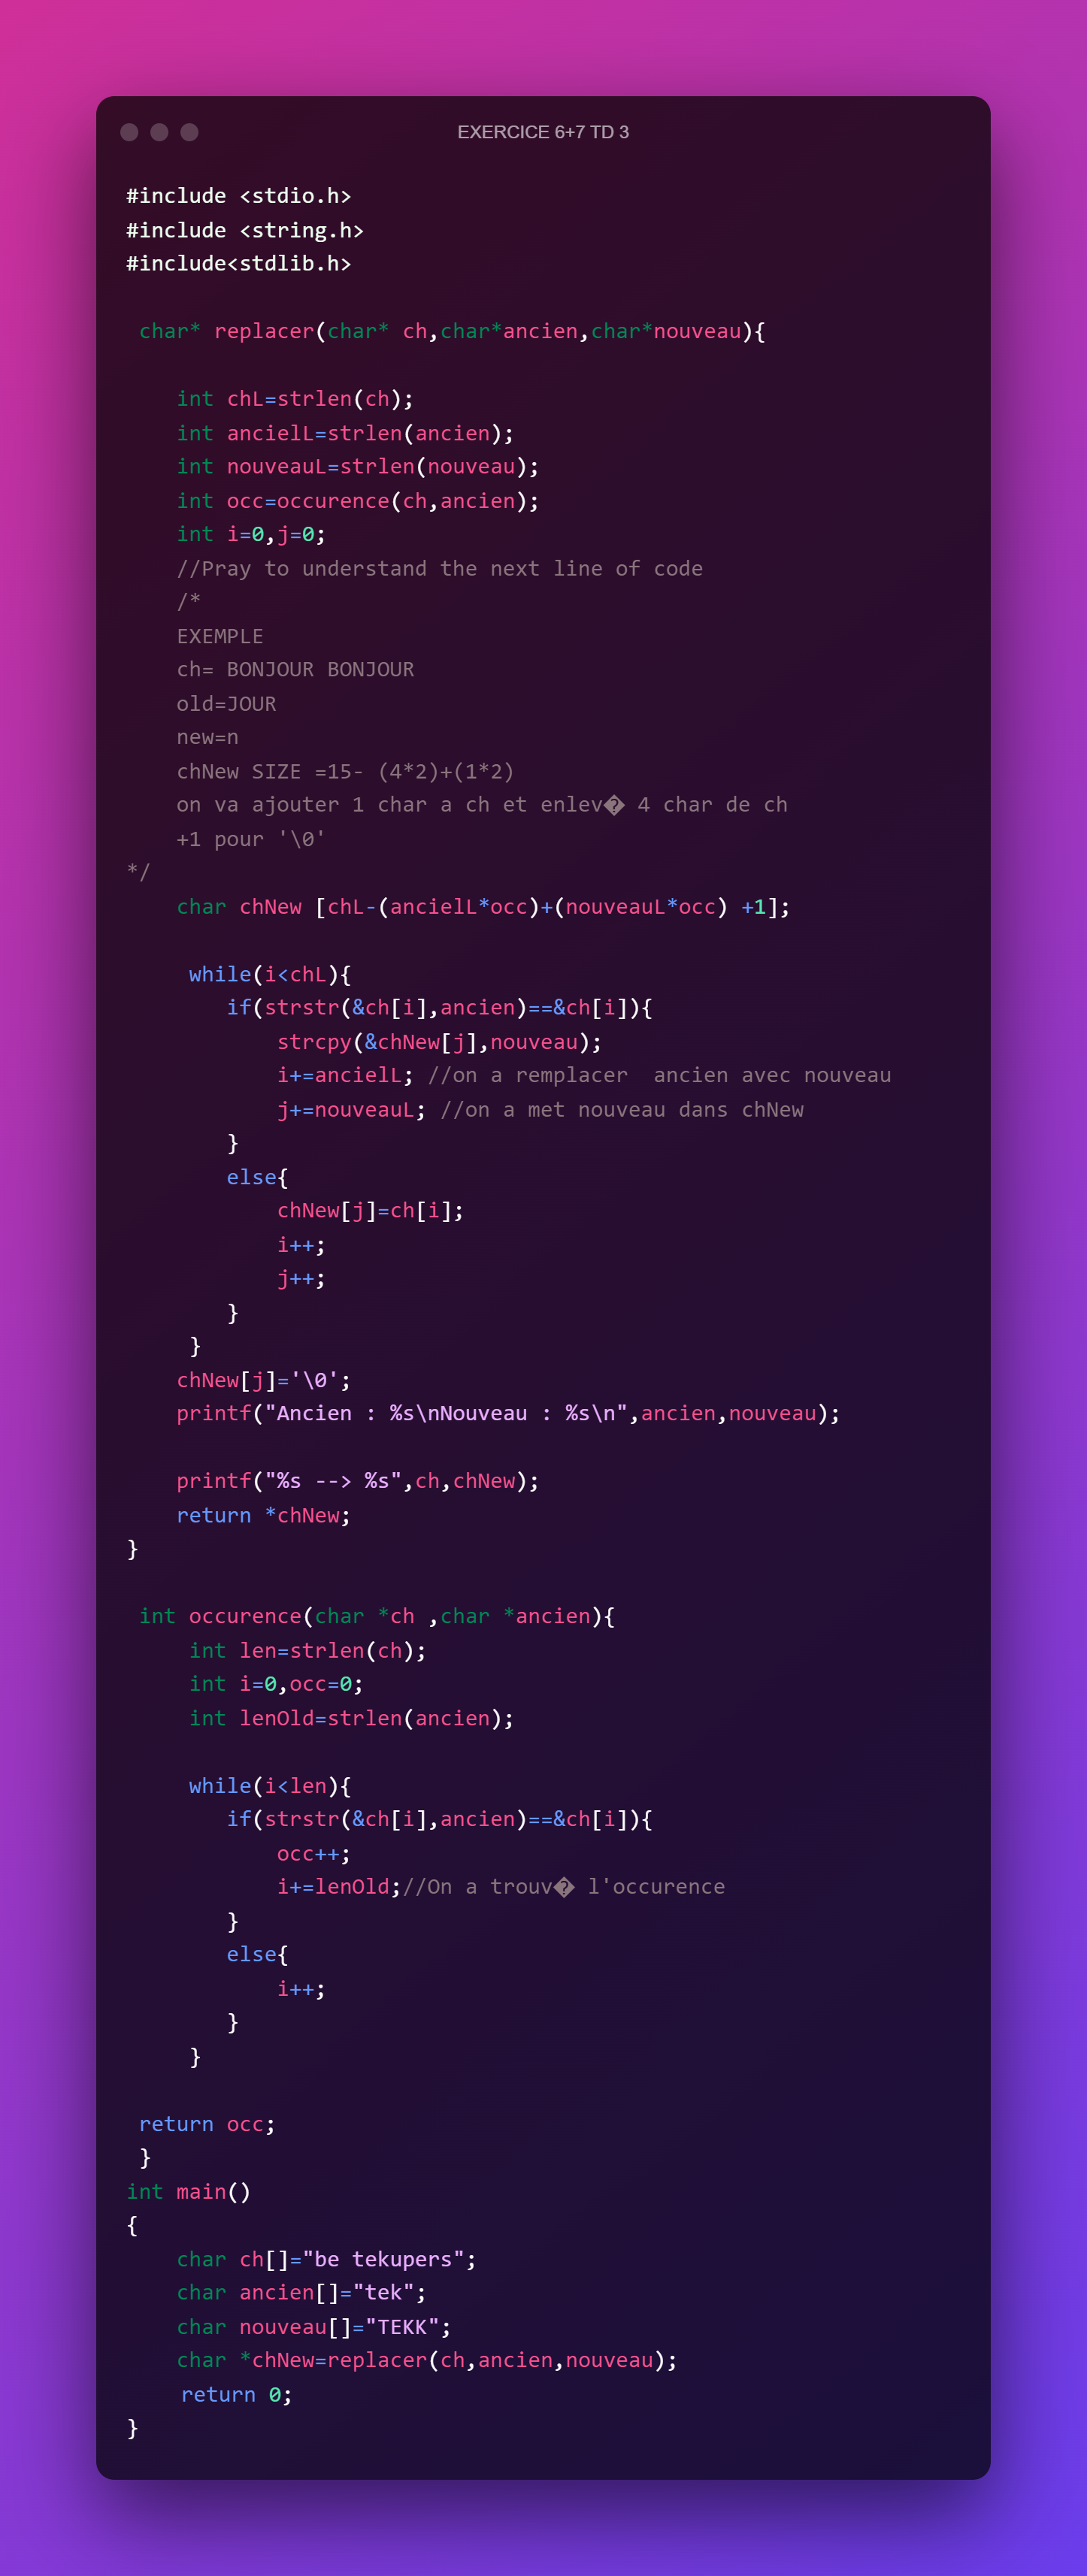 EXERCICE 6+7 TD 3
#include <stdio.h>
#include <string.h>
#include<stdlib.h>

 char* replacer(char* ch,char*ancien,char*nouveau){

    int chL=strlen(ch);
    int ancielL=strlen(ancien);
    int nouveauL=strlen(nouveau);
    int occ=occurence(ch,ancien);
    int i=0,j=0;
    //Pray to understand the next line of code
    /*
    EXEMPLE
    ch= BONJOUR BONJOUR
    old=JOUR
    new=n
    chNew SIZE =15- (4*2)+(1*2)
    on va ajouter 1 char a ch et enlev� 4 char de ch
    +1 pour '\0'
*/
    char chNew [chL-(ancielL*occ)+(nouveauL*occ) +1];

     while(i<chL){
        if(strstr(&ch[i],ancien)==&ch[i]){
            strcpy(&chNew[j],nouveau);
            i+=ancielL; //on a remplacer  ancien avec nouveau
            j+=nouveauL; //on a met nouveau dans chNew
        }
        else{
            chNew[j]=ch[i];
            i++;
            j++;
        }
     }
    chNew[j]='\0';
    printf("Ancien : %s\nNouveau : %s\n",ancien,nouveau);

    printf("%s --> %s",ch,chNew);
    return *chNew;
}

 int occurence(char *ch ,char *ancien){
     int len=strlen(ch);
     int i=0,occ=0;
     int lenOld=strlen(ancien);

     while(i<len){
        if(strstr(&ch[i],ancien)==&ch[i]){
            occ++;
            i+=lenOld;//On a trouv� l'occurence
        }
        else{
            i++;
        }
     }

 return occ;
 }
int main()
{
    char ch[]="be tekupers";
    char ancien[]="tek";
    char nouveau[]="TEKK";
    char *chNew=replacer(ch,ancien,nouveau);
    return 0;
}